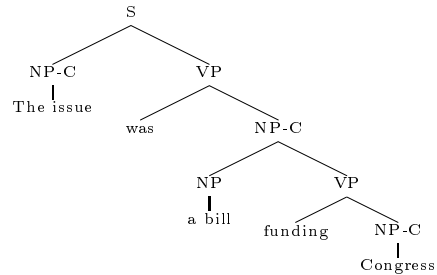 S
NP-C VP
The issue
was NP-C
NP VP
a bill
funding NP-C
Congress